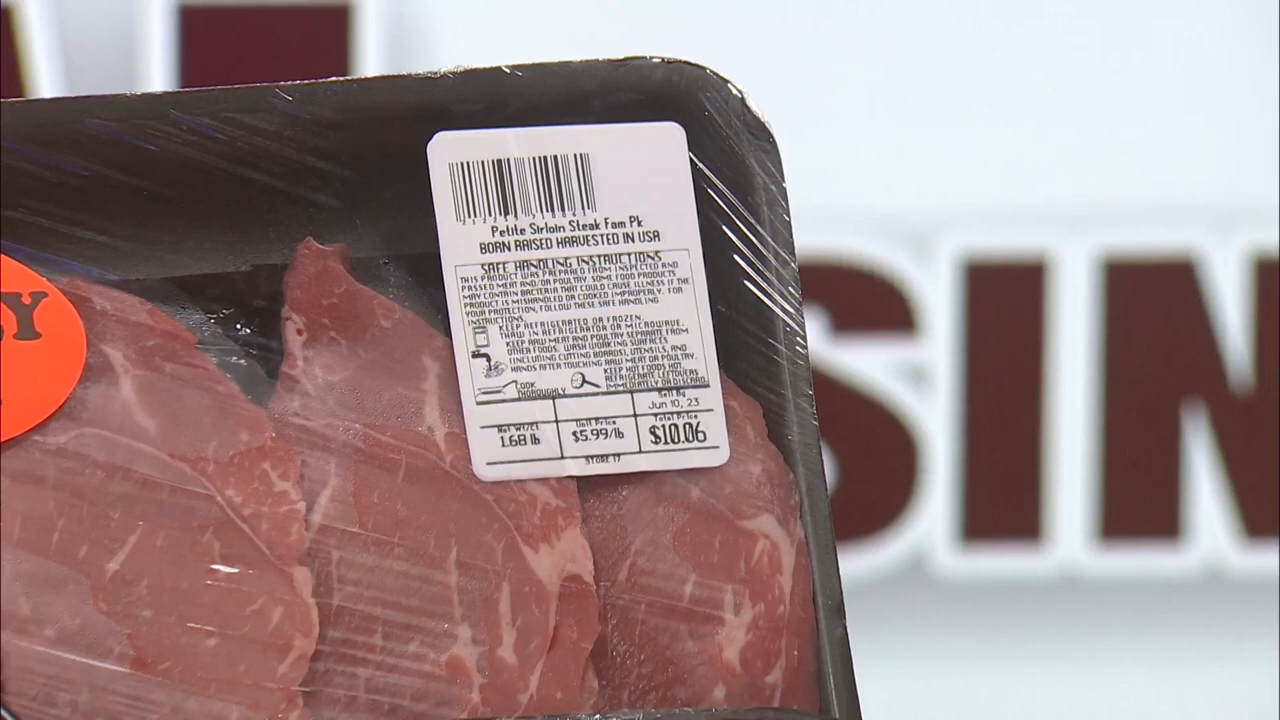 SIN
Y
Petite Sirloin Steak Fam Pk
BORN RAISED HARVESTED IN USA
SAFE HANDLING INSTRUCTIONS
THIS PRODUCT WAS PREPARED FROM INSPECTED AND
PASSED MEAT AND/OR POULTRY. SOME FOOD PRODUCTS
MAY CONTAIN BACTERIA THAT COULD CAUSE ILLNESS IF THE
PRODUCT IS MISHANDLED OR COOKED IMPROPERLY. FOR
YOUR PROTECTION, FOLLOW THESE SAFE HANDLING
INSTRUCTIONS.
KEEP REFRIGERATED OR FROZEN.
THAW IN REFRIGERATOR OR MICROWAVE.
KEEP RAW MEAT AND POULTRY SEPARATE FROM
OTHER FOODS. WASH WORKING SURFACES
(INCLUDING CUTTING BOARDS), UTENSILS, AND
HANDS AFTER TOUCHING RAW MEAT OR POULTRY.
COOK
THOROUGHLY
KEEP HOT FOODS HOT.
REFRIGERATE LEFTOVERS
IMMEDIATELY OR DISCARD.
Sell By
Jun 10, 23
Net Wt/Ct
1.68 lb
Unit Price
$5.99/lb
Total Price
$10.06
STORE 17